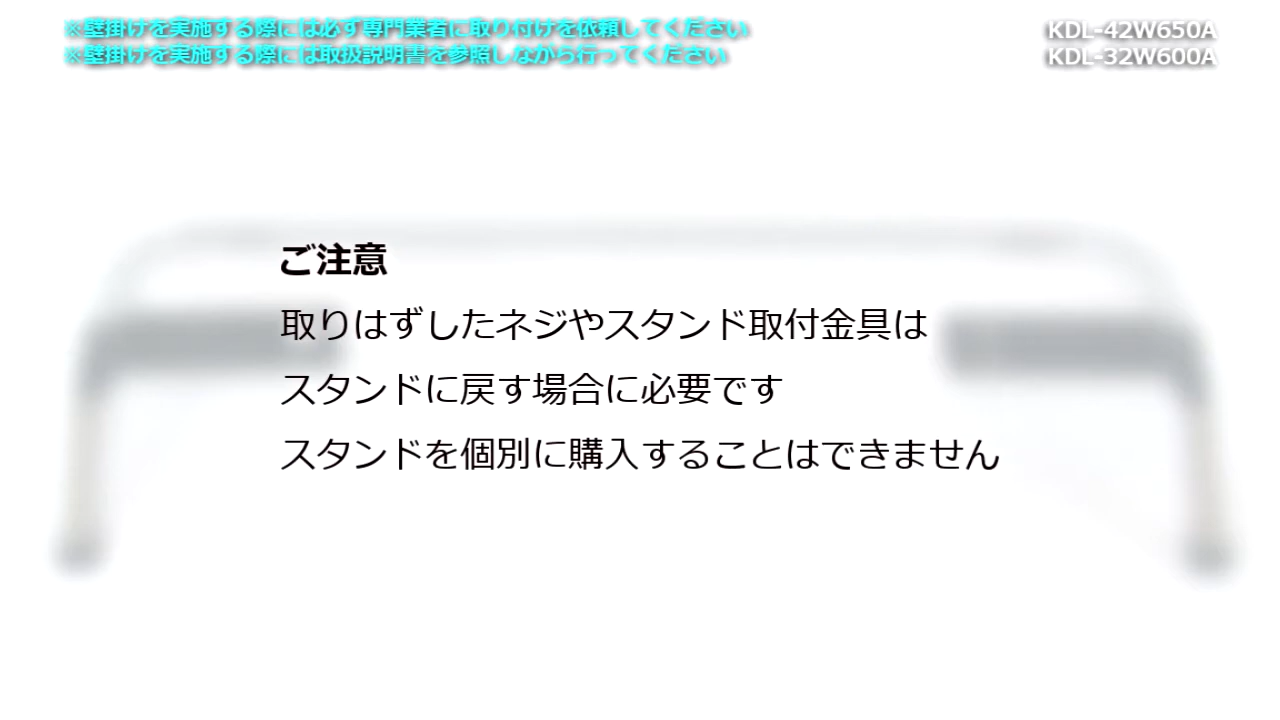 ※壁掛けを実施する際には必ず専門業者に取り付けを依頼してください
※壁掛けを実施する際には取扱説明書を参照しながら行ってください
KDL-42W650A
KDL-32W600A
ご注意
取りはずしたネジやスタンド取付金具は
スタンドに戻す場合に必要です
スタンドを個別に購入することはできません